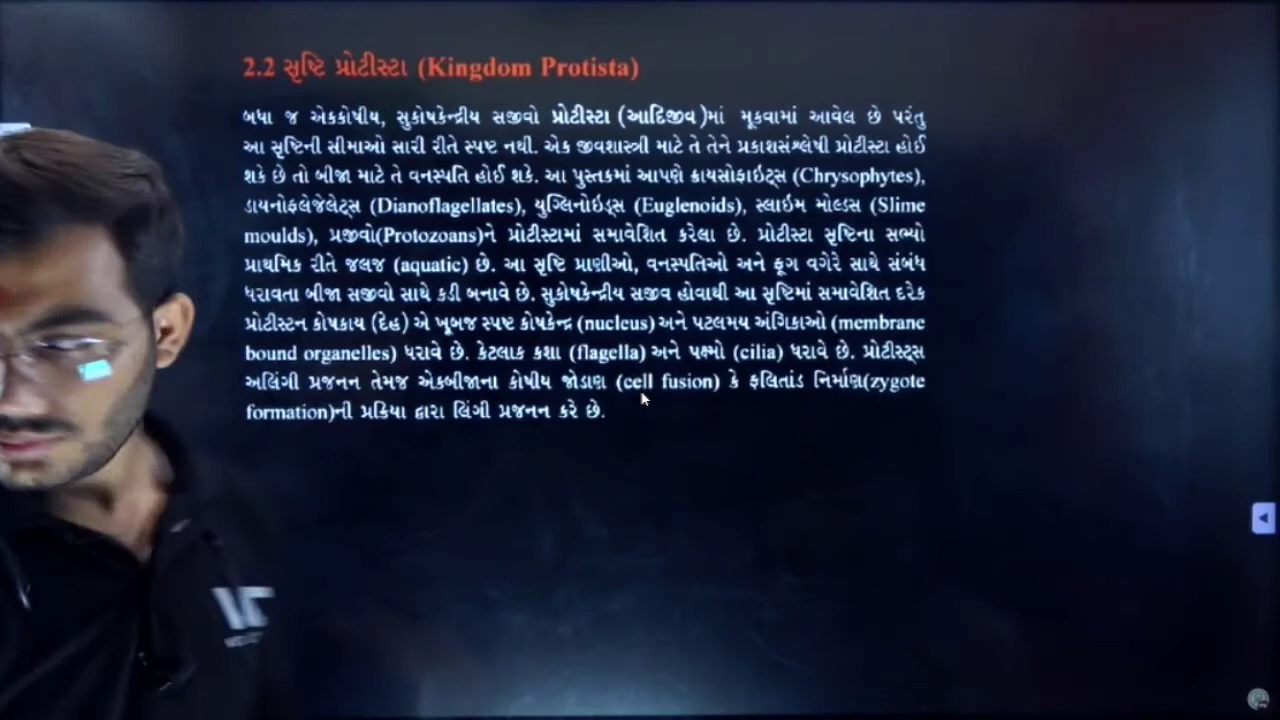 2.2 સૃષ્ટિ પ્રોટીસ્ટા (Kingdom Protista)
બધા જ એકકોષીય, સુકોષકેન્દ્રીય સજીવો પ્રોટીસ્ટા (આદિજીવ)માં મૂકવામાં આવેલ છે પરંતુ
આ સૃષ્ટિની સીમાઓ સારી રીતે સ્પષ્ટ નથી. એક જીવશાસ્ત્રી માટે તે તેને પ્રકાશસંશ્લેષી પ્રોટીસ્ટા હોઈ
શકે છે તો બીજા માટે તે વનસ્પતિ હોઈ શકે. આ પુસ્તકમાં આપણે ક્રાયસોફાઇટ્સ (Chrysophytes),
ડાયનોફ્લેજેલેટ્સ (Dianoflagellates), યુગ્લિનોઇડ્સ (Euglenoids), સ્લાઇમ મોલ્ડસ (Slime
moulds), પ્રજીવો(Protozoans)ને પ્રોટીસ્ટામાં સમાવેશિત કરેલા છે. પ્રોટીસ્ટા સૃષ્ટિના સભ્યો
પ્રાથમિક રીતે જલજ (aquatic) છે. આ સૃષ્ટિ પ્રાણીઓ, વનસ્પતિઓ અને ફૂગ વગેરે સાથે સંબંધ
ધરાવતા બીજા સજીવો સાથે કડી બનાવે છે. સુકોષકેન્દ્રીય સજીવ હોવાથી આ સૃષ્ટિમાં સમાવેશિત દરેક
પ્રોટીસ્ટન કોષકાય (દેહ) એ ખૂબજ સ્પષ્ટ કોષકેન્દ્ર (nucleus) અને પટલમય અંગિકાઓ (membrane
bound organelles) ધરાવે છે. કેટલાક કશા (flagella) અને પક્ષ્મો (cilia) ધરાવે છે. પ્રોટીસ્ટ્સ
અલિંગી પ્રજનન તેમજ એકબીજાના કોષીય જોડાણ (cell fusion) કે ફલિતાંડ નિર્માણ(zygote
formation)ની પ્રક્રિયા દ્વારા લિંગી પ્રજનન કરે છે.